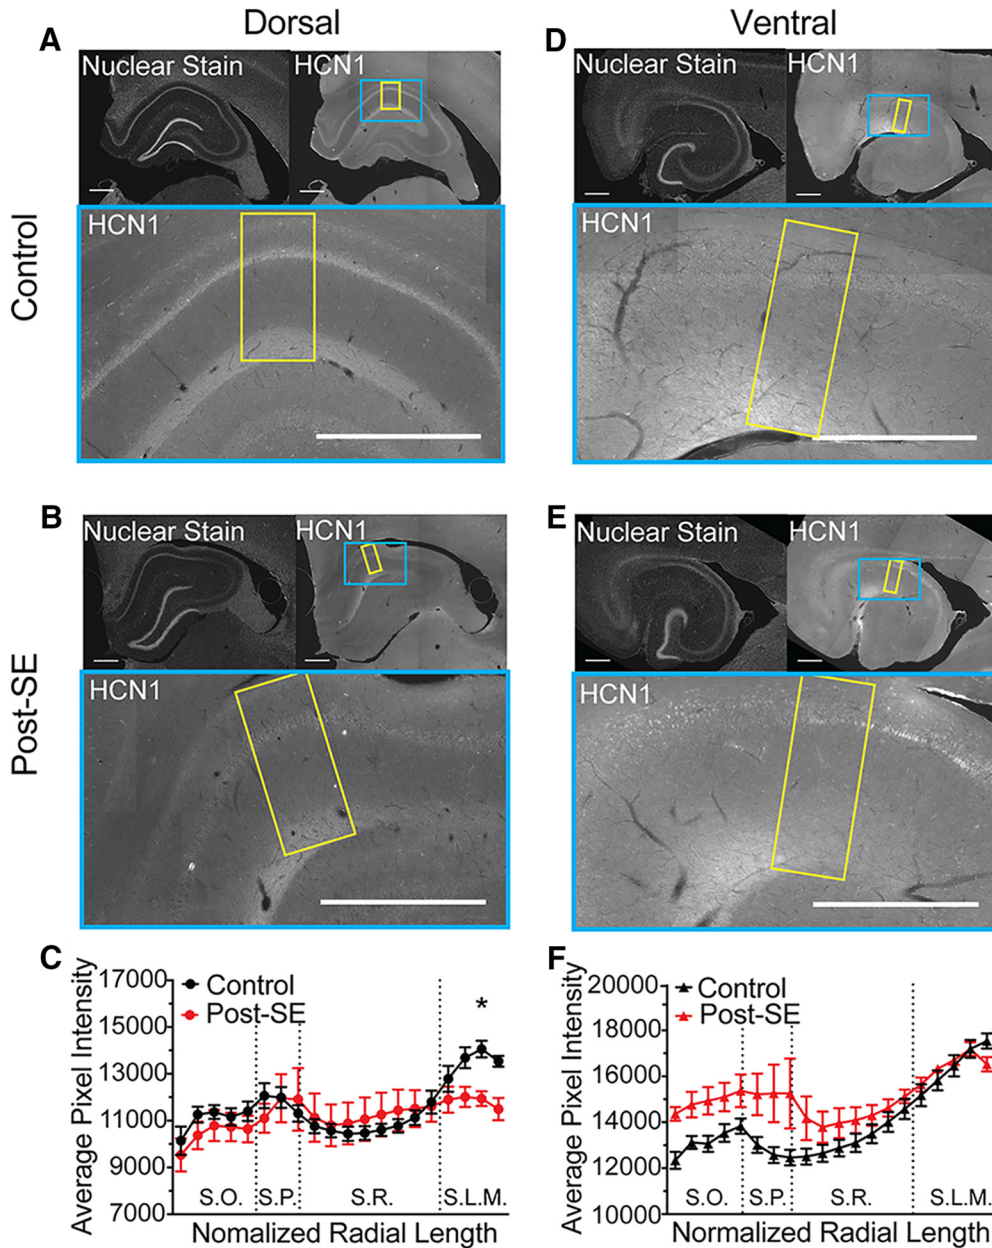 Dorsal
Ventral
A
Nuclear Stain
HCN1
HCN1
Control
D
Nuclear Stain
HCN1
HCN1
B
Nuclear Stain
HCN1
HCN1
Post-SE
E
Nuclear Stain
HCN1
HCN1
C
Average Pixel Intensity
17000
15000
13000
11000
9000
7000
Control
Post-SE
*
S.O.
S.P.
S.R.
S.L.M.
Nomalized Radial Length
F
Average Pixel Intensity
20000
18000
16000
14000
12000
10000
Control
Post-SE
S.O.
S.P.
S.R.
S.L.M.
Normalized Radial Length